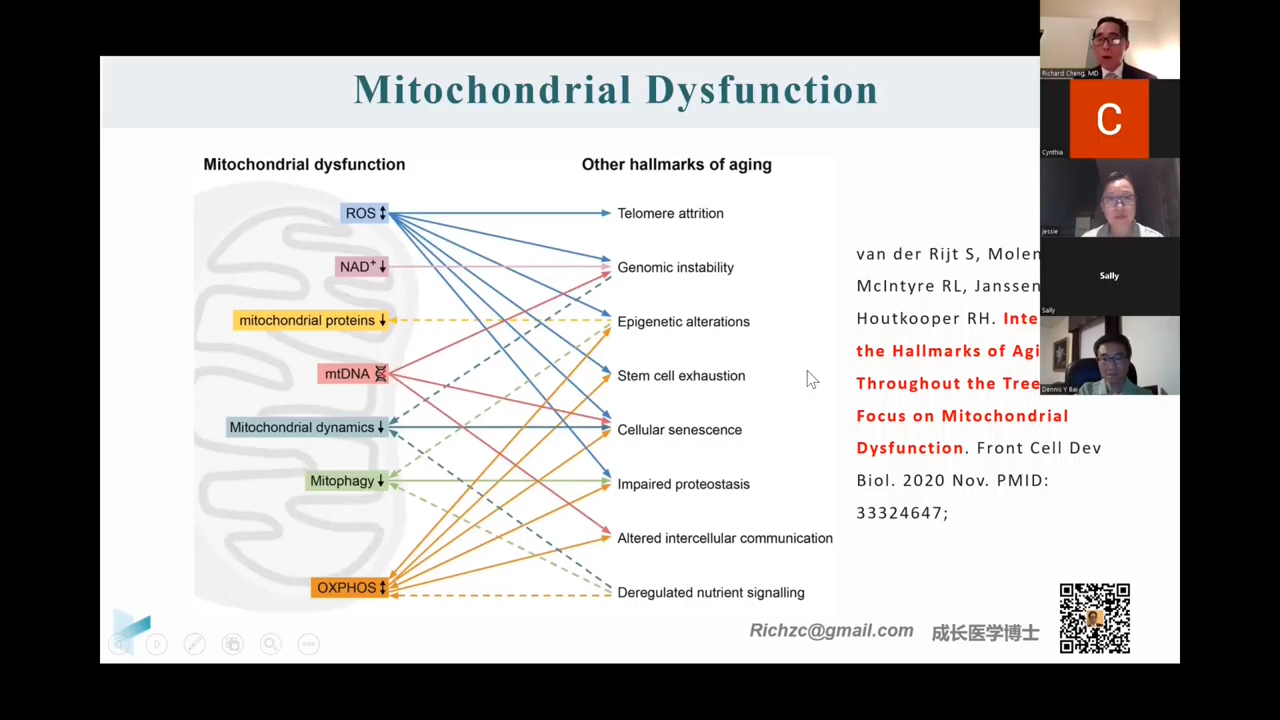 Mitochondrial Dysfunction
Mitochondrial dysfunction
Other hallmarks of aging
ROS
NAD+
mitochondrial proteins
mtDNA
Mitochondrial dynamics
Mitophagy
OXPHOS
Telomere attrition
Genomic instability
Epigenetic alterations
Stem cell exhaustion
Cellular senescence
Impaired proteostasis
Altered intercellular communication
Deregulated nutrient signalling
van der Rijt S, Molen
McIntyre RL, Janssen
Houtkooper RH. Inte
the Hallmarks of Agi
Throughout the Tree
Focus on Mitochondrial
Dysfunction. Front Cell Dev
Biol. 2020 Nov. PMID:
33324647;
Richzc@gmail.com 成长医学博士
Richard Cheng, MD
C
Cynthia
jessie
Sally
Sally
Dennis Y